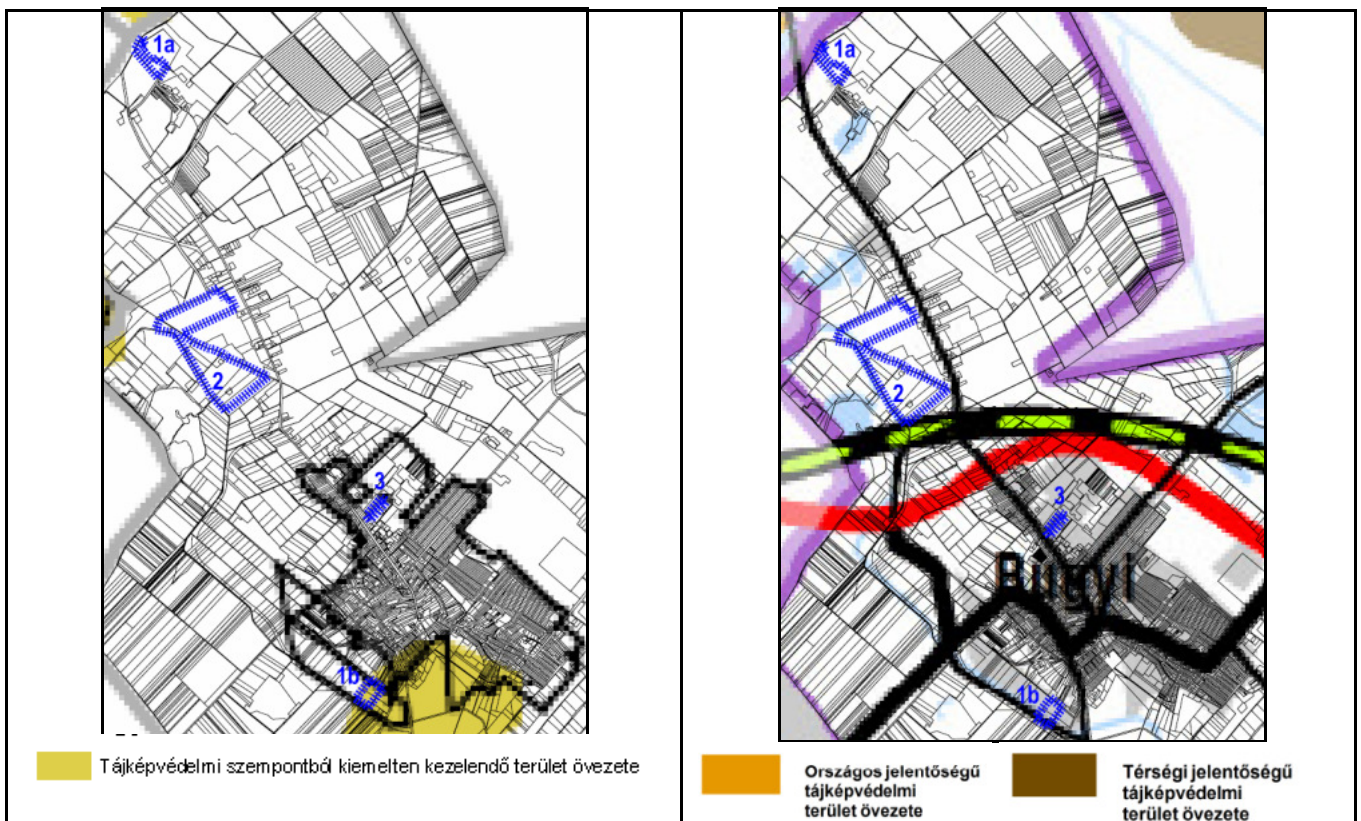 1a
2
3
1b
Tájképvédelmi szempontból kiemelten kezelendő terület övezete
1a
2
3
Bugyi
1b
Országos jelentőségű
tájképvédelmi
terület övezete
Térségi jelentőségű
tájképvédelmi
terület övezete